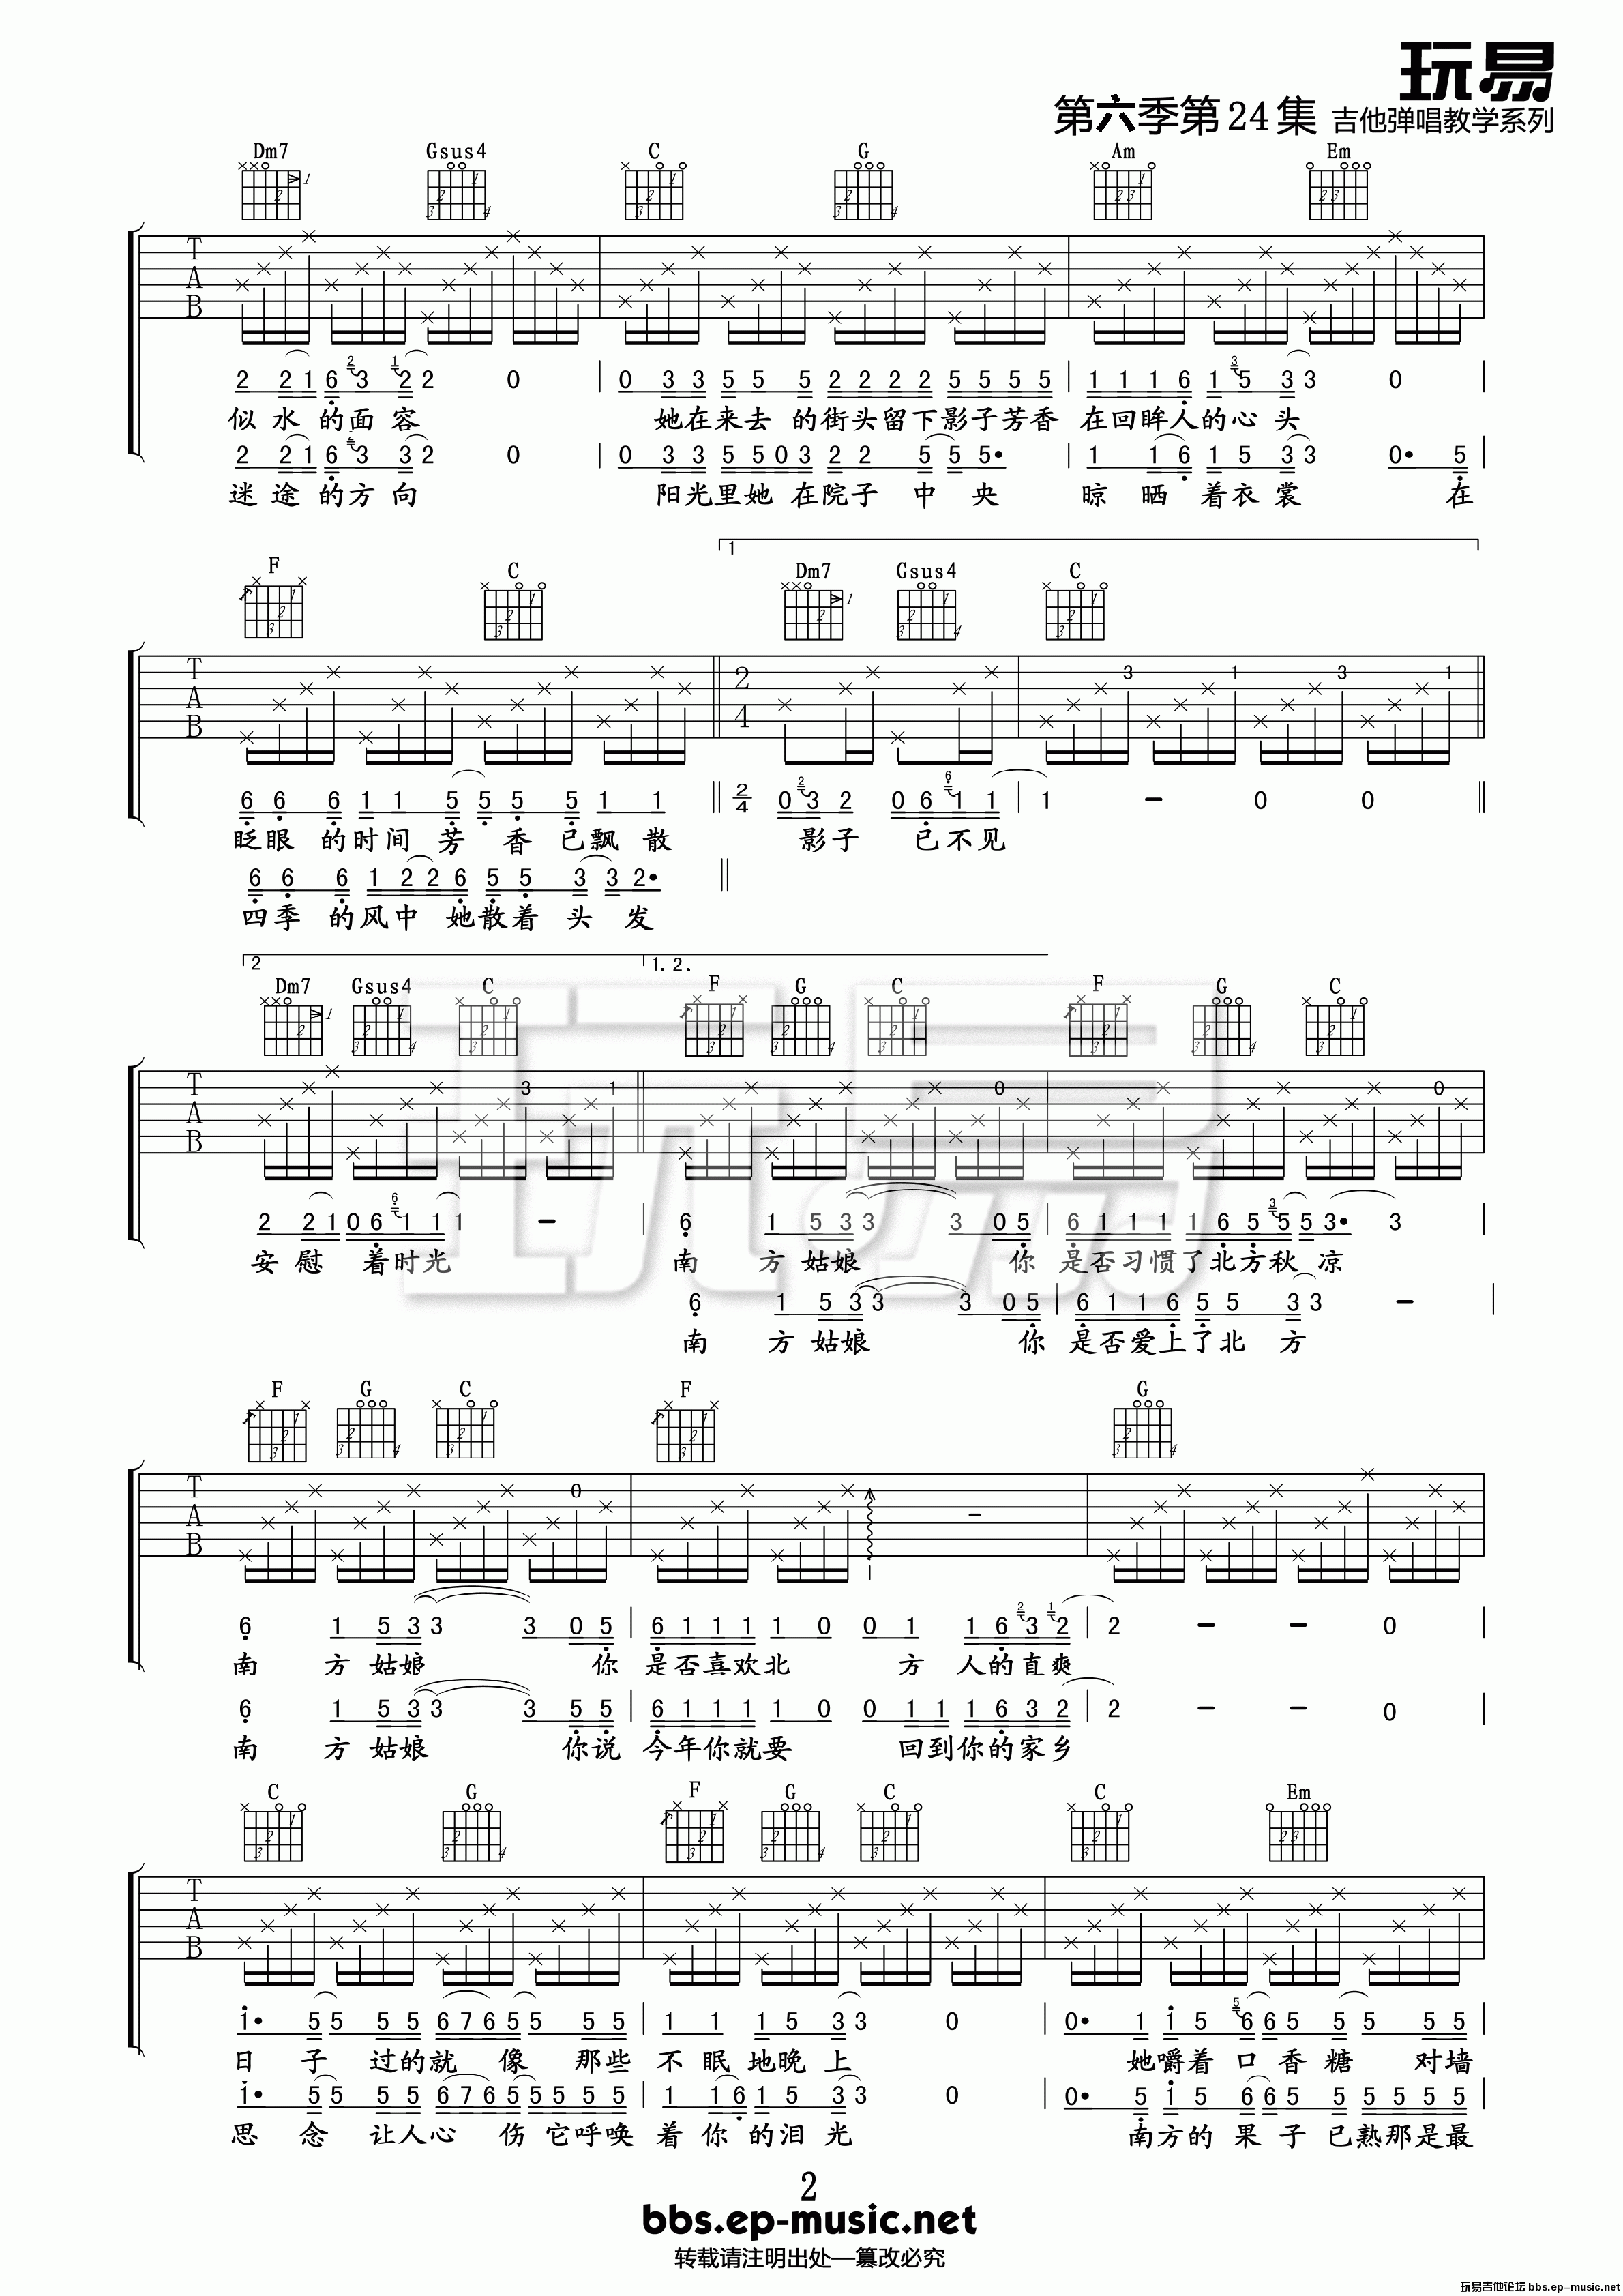 玩易
第六季第24集 吉他弹唱教学系列
Dm7 Gsus4 C G Am Em
T A B
2 2 1 6 3 2 2 0 | 0 3 3 5 5 5 2 2 2 2 5 5 5 5 | 1 1 1 6 1 5 3 3 0
似水的面容 她在来去的街头留下影子芳香 在回眸人的心头
2 2 1 6 3 3 2 0 0 3 3 5 5 0 3 2 2 5 5 5• 1 1 6 1 5 3 3 0• 5
迷途的方向 阳光里她在院子中央 晾晒着衣裳 在
1
F C Dm7 Gsus4 C
T A B 2 4 3 1 3 1
6 6 6 1 1 5 5 5 5 1 1 2/4 0 3 2 0 6 1 1 1 - 0 0
眨眼的时间芳香已飘散 影子已不见
6 6 6 1 2 2 6 5 5 3 3 2•
四季的风中她散着头发
2 1.2.
Dm7 Gsus4 C F G C F G C
T A B 3 1 0 0
2 2 1 0 6 1 1 1 - 6 1 5 3 3 3 0 5 6 1 1 1 1 6 5 5 5 3• 3
安慰着时光 南方姑娘 你是否习惯了北方秋凉
6 1 5 3 3 3 0 5 6 1 1 6 5 5 3 3 -
南方姑娘 你是否爱上了北方
F G C F G
T A B 0 -
6 1 5 3 3 3 0 5 6 1 1 1 1 0 0 1 1 6 3 2 2 - - 0
南方姑娘 你是否喜欢北方人的直爽
6 1 5 3 3 3 5 5 6 1 1 1 1 0 0 1 1 1 6 3 2 2 - - 0
南方姑娘 你说今年你就要 回到你的家乡
C G F G C C Em
T A B
1• 5 5 5 5 6 7 6 5 5 5 5 1 1 1 5 3 3 0 0• 1 1 5 6 6 5 5 5 5 5
日子过的就像那些不眠地晚上 她嚼着口香糖 对墙
1• 5 5 5 5 6 7 6 5 5 5 5 5 1 1 6 1 5 3 3 0 0• 5 1 5 6 6 5 5 5 5 5 5
思念让人心伤它呼唤着你的泪光 南方的果子已熟那是最
2
bbs.ep-music.net
转载请注明出处—篡改必究
玩易吉他论坛 bbs.ep-music.net